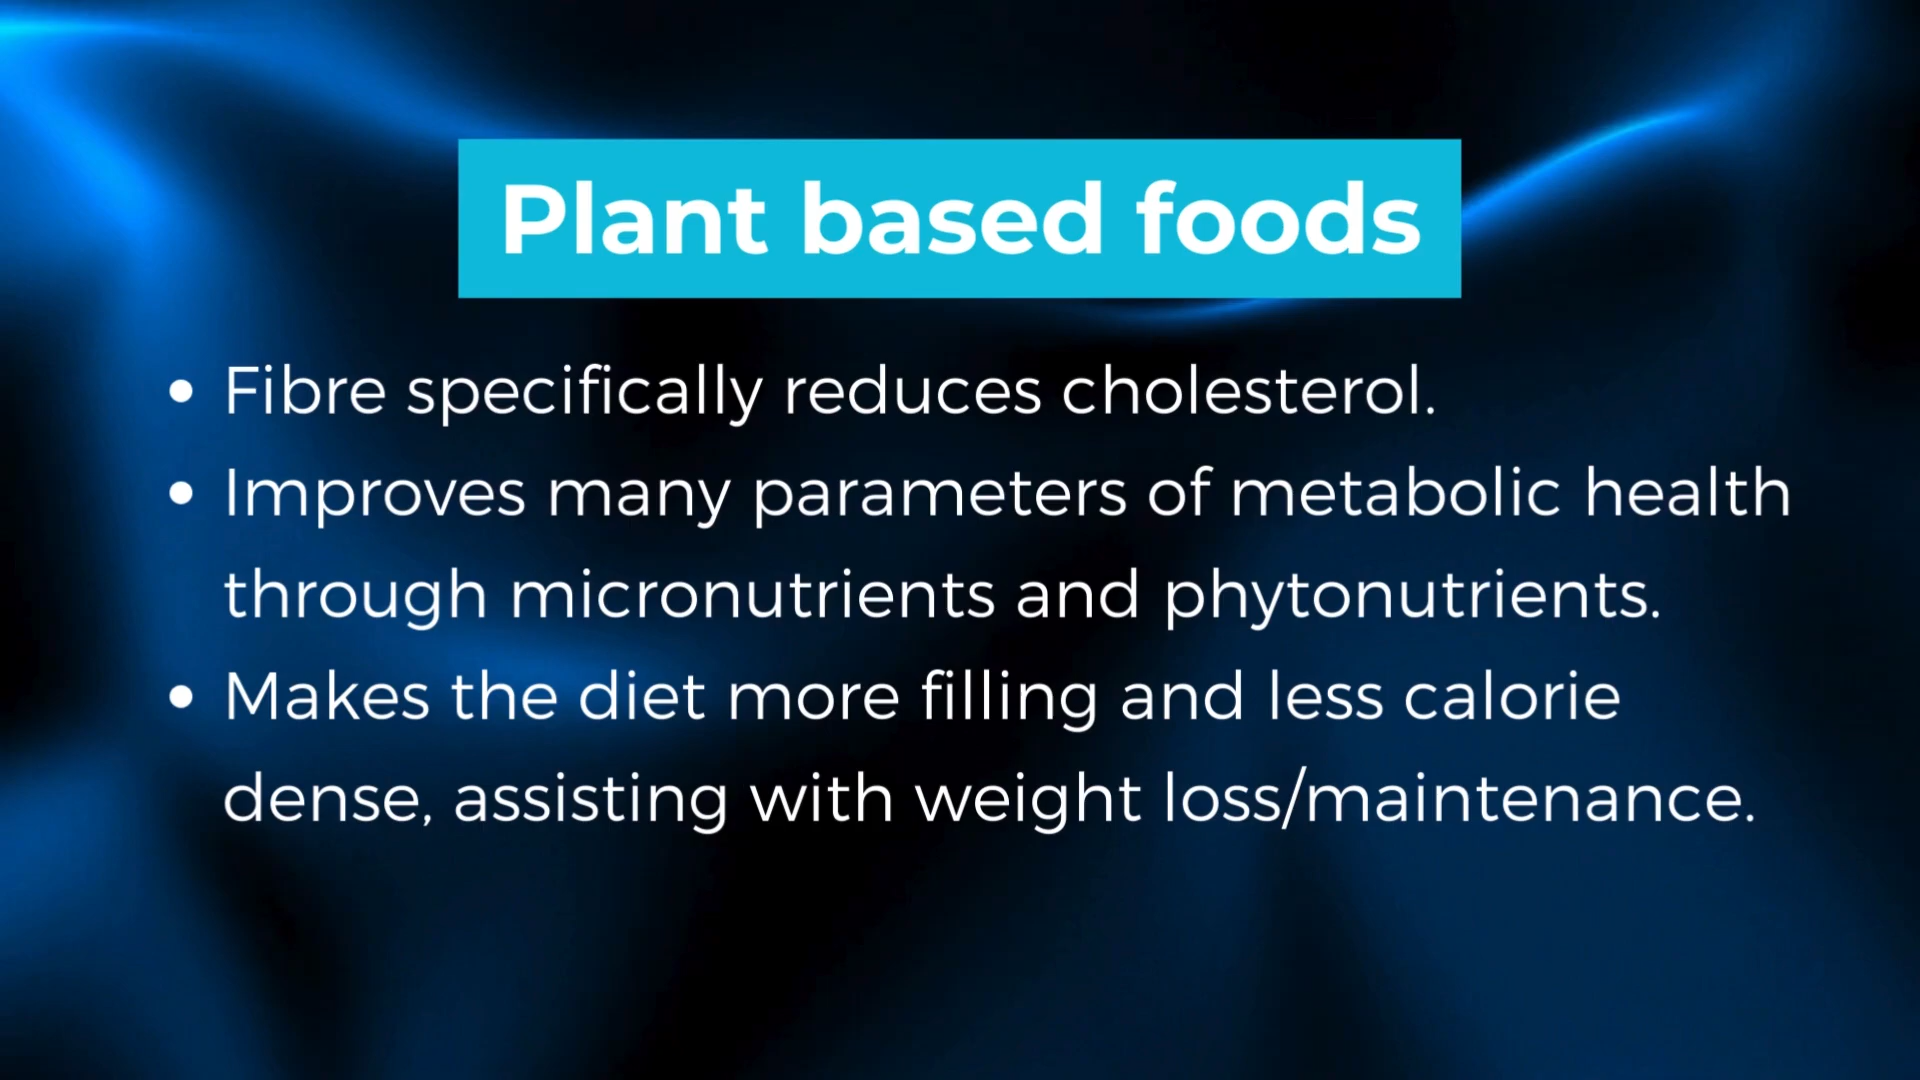 Plant based foods
• Fibre specifically reduces cholesterol.
• Improves many parameters of metabolic health
through micronutrients and phytonutrients.
• Makes the diet more filling and less calorie
dense, assisting with weight loss/maintenance.